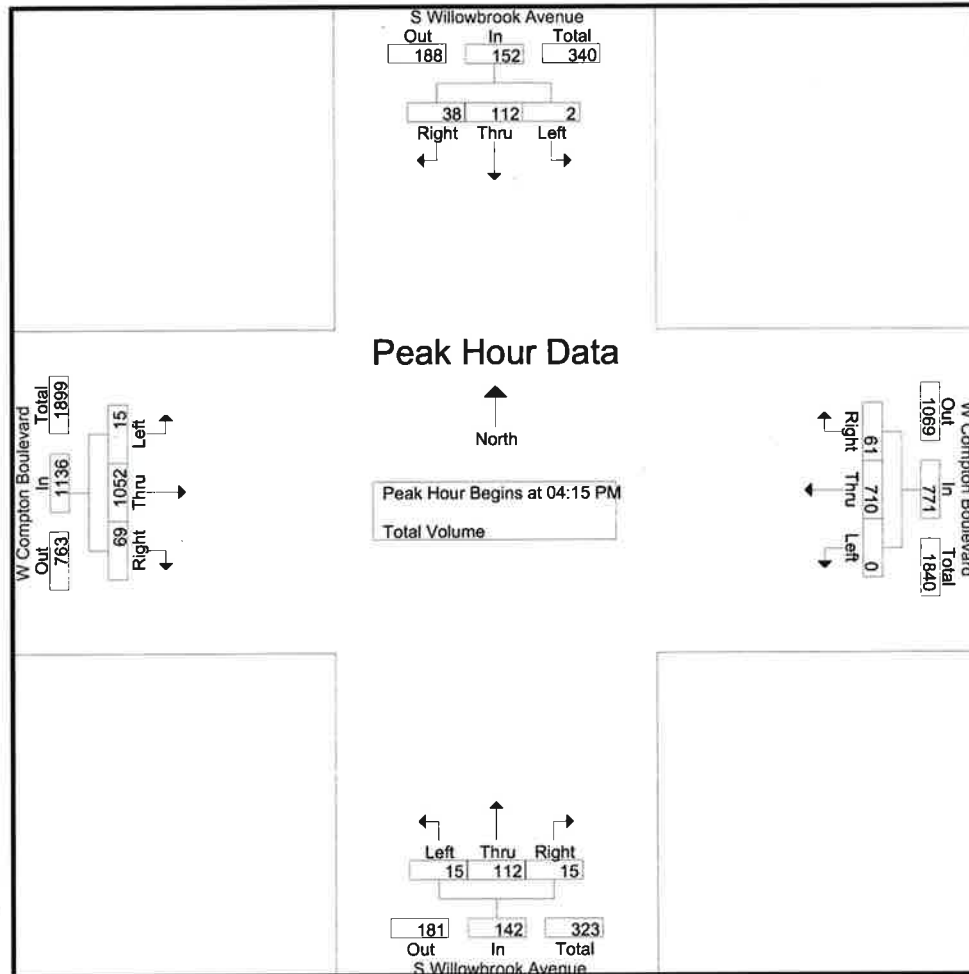 S Willowbrook Avenue
Out In Total
188 152 340
38 112 2
Right Thru Left
Peak Hour Data
North
Peak Hour Begins at 04:15 PM
Total Volume
W Compton Boulevard
Total In Out
1899 1136 763
15 1052 69
Left Thru Right
W Compton Boulevard
Out In Total
1069 771 1840
61 710 0
Right Thru Left
Left Thru Right
15 112 15
181 142 323
Out In Total
S Willowbrook Avenue